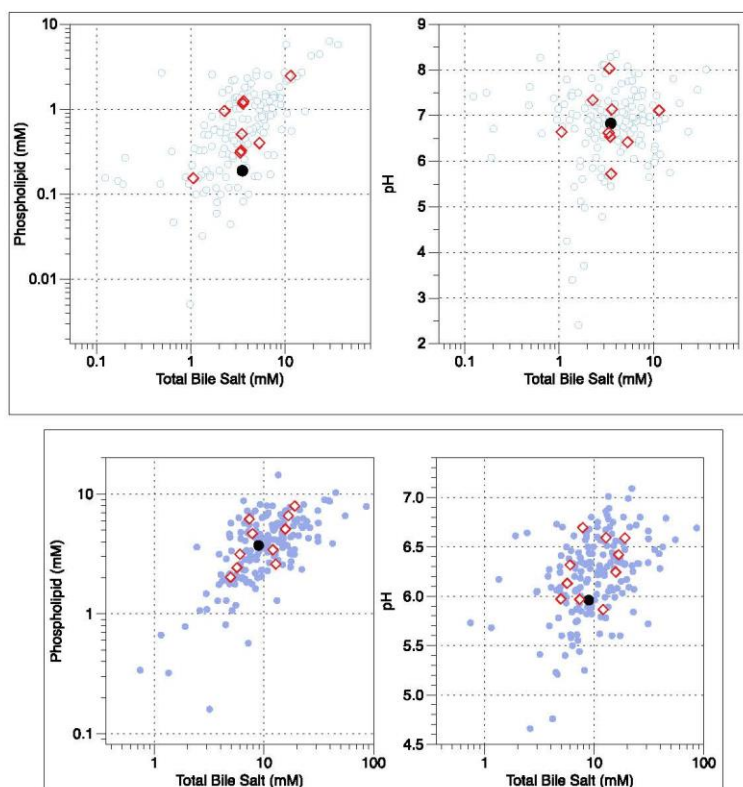 10
1
0.1
0.01
Phospholipid (mM)
0.1 1 10
Total Bile Salt (mM)
9
8
7
6
5
4
3
2
pH
0.1 1 10
Total Bile Salt (mM)
10
1
0.1
Phospholipid (mM)
1 10 100
Total Bile Salt (mM)
7.0
6.5
6.0
5.5
5.0
4.5
pH
1 10 100
Total Bile Salt (mM)